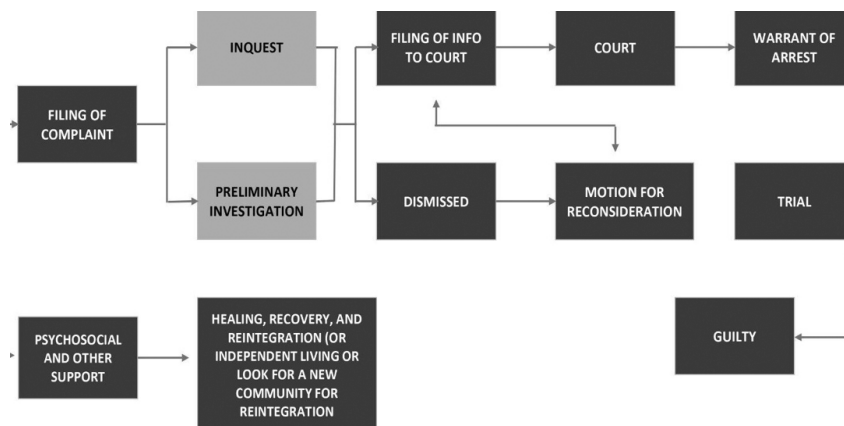 INQUEST
FILING OF INFO
TO COURT
COURT
WARRANT OF
ARREST
FILING OF
COMPLAINT
PRELIMINARY
INVESTIGATION
DISMISSED
MOTION FOR
RECONSIDERATION
TRIAL
PSYCHOSOCIAL
AND OTHER
SUPPORT
HEALING, RECOVERY, AND
REINTEGRATION (OR
INDEPENDENT LIVING OR
LOOK FOR A NEW
COMMUNITY FOR
REINTEGRATION
GUILTY